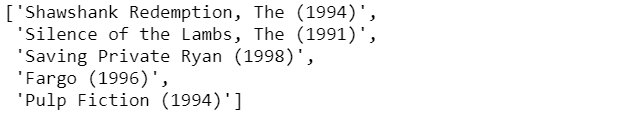 ['Shawshank Redemption, The (1994)',
 'Silence of the Lambs, The (1991)',
 'Saving Private Ryan (1998)',
 'Fargo (1996)',
 'Pulp Fiction (1994)']